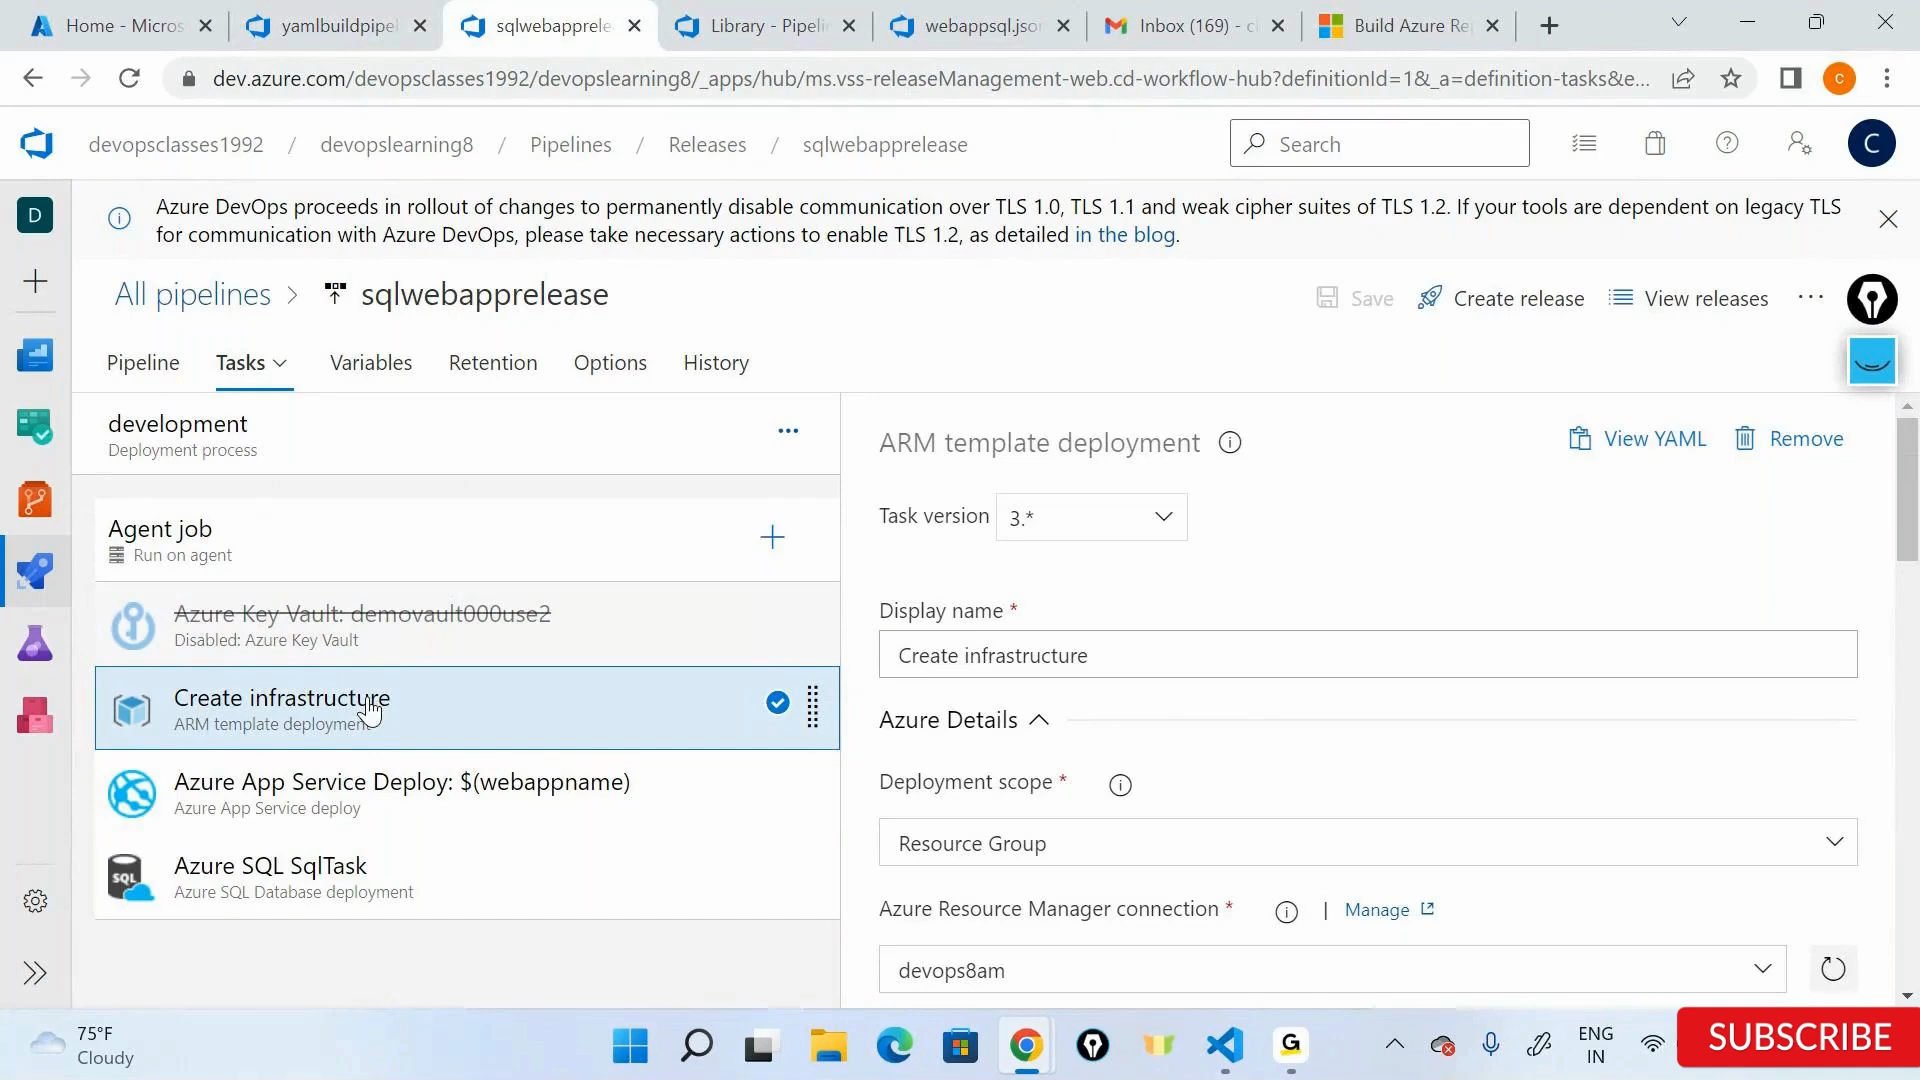 Home - Micros
yamlbuildpipel
sqlwebapprele
Library - Pipelin
webappsql.jso
Inbox (169) - c
Build Azure Re
dev.azure.com/devopsclasses1992/devopslearning8/_apps/hub/ms.vss-releaseManagement-web.cd-workflow-hub?definitionId=1&_a=definition-tasks&e...
c
devopsclasses1992 / devopslearning8 / Pipelines / Releases / sqlwebapprelease
Search
C
D
Azure DevOps proceeds in rollout of changes to permanently disable communication over TLS 1.0, TLS 1.1 and weak cipher suites of TLS 1.2. If your tools are dependent on legacy TLS
for communication with Azure DevOps, please take necessary actions to enable TLS 1.2, as detailed in the blog.
All pipelines > sqlwebapprelease
Save
Create release
View releases
Pipeline
Tasks
Variables
Retention
Options
History
development
Deployment process
Agent job
Run on agent
Azure Key Vault: demovault000use2
Disabled: Azure Key Vault
Create infrastructure
ARM template deployment
Azure App Service Deploy: $(webappname)
Azure App Service deploy
SQL
Azure SQL SqlTask
Azure SQL Database deployment
ARM template deployment
View YAML
Remove
Task version
3.*
Display name *
Create infrastructure
Azure Details
Deployment scope *
Resource Group
Azure Resource Manager connection *
| Manage
devops8am
75°F
Cloudy
G
ENG
IN
SUBSCRIBE